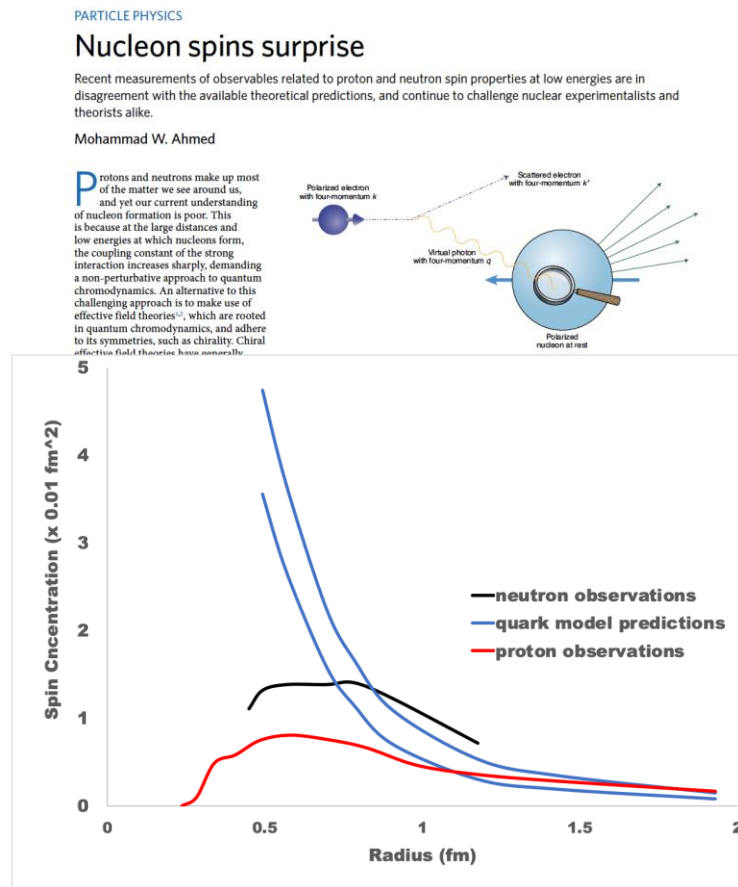 PARTICLE PHYSICS
Nucleon spins surprise
Recent measurements of observables related to proton and neutron spin properties at low energies are in
disagreement with the available theoretical predictions, and continue to challenge nuclear experimentalists and
theorists alike.
Mohammad W. Ahmed
Protons and neutrons make up most
of the matter we see around us,
and yet our current understanding
of nucleon formation is poor. This
is because at the large distances and
low energies at which nucleons form,
the coupling constant of the strong
interaction increases sharply, demanding
a non-perturbative approach to quantum
chromodynamics. An alternative to this
challenging approach is to make use of
effective field theories¹,², which are rooted
in quantum chromodynamics, and adhere
to its symmetries, such as chirality. Chiral
effective field theories have generally
Polarized electron
with four-momentum k
Scattered electron
with four-momentum k'
Virtual photon
with four-momentum q
Polarized
nucleon at rest
Spin Cncentration (x 0.01 fm^2)
5
4
3
2
1
0
neutron observations
quark model predictions
proton observations
0
0.5
1
1.5
2
Radius (fm)